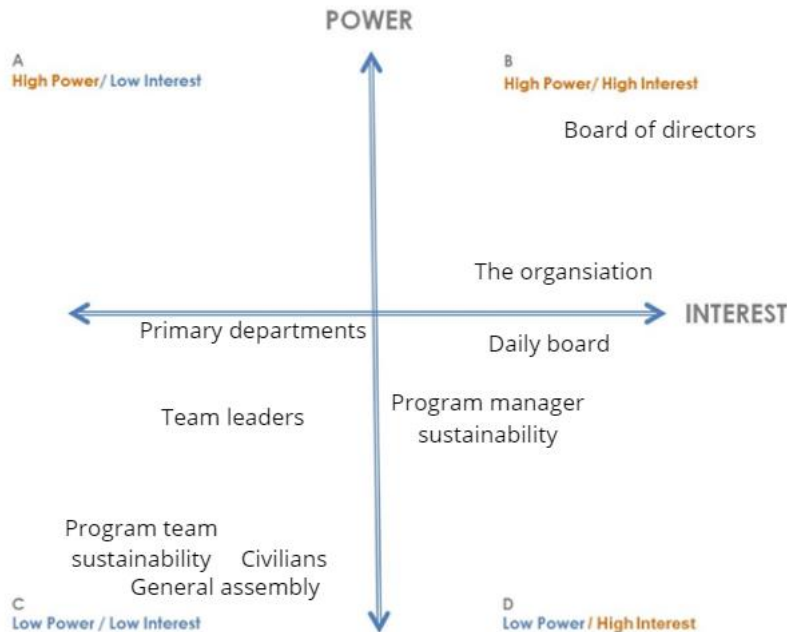 POWER
A
High Power/ Low Interest
B
High Power/ High Interest
Board of directors
The organsiation
INTEREST
Primary departments
Daily board
Team leaders
Program manager
sustainability
Program team
sustainability
Civilians
General assembly
C
Low Power / Low Interest
D
Low Power / High Interest